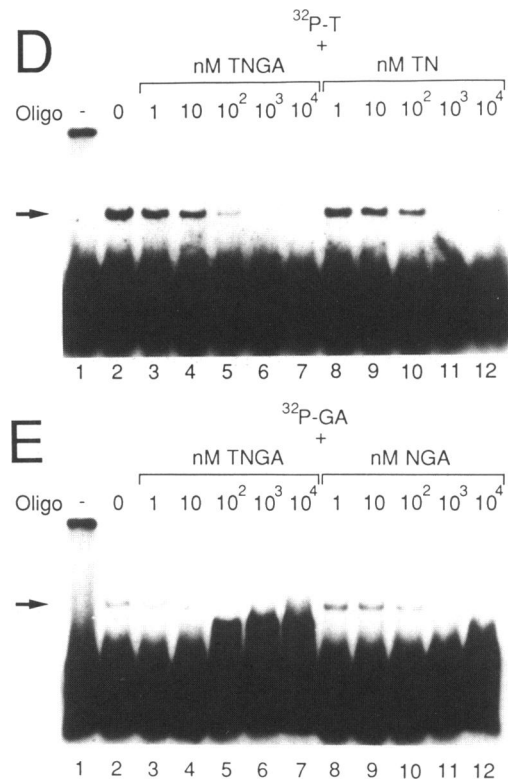 D
³²P-T
+
nM TNGA nM TN
Oligo - 0 1 10 10² 10³ 10⁴ 1 10 10² 10³ 10⁴
1 2 3 4 5 6 7 8 9 10 11 12
E
³²P-GA
+
nM TNGA nM NGA
Oligo - 0 1 10 10² 10³ 10⁴ 1 10 10² 10³ 10⁴
1 2 3 4 5 6 7 8 9 10 11 12